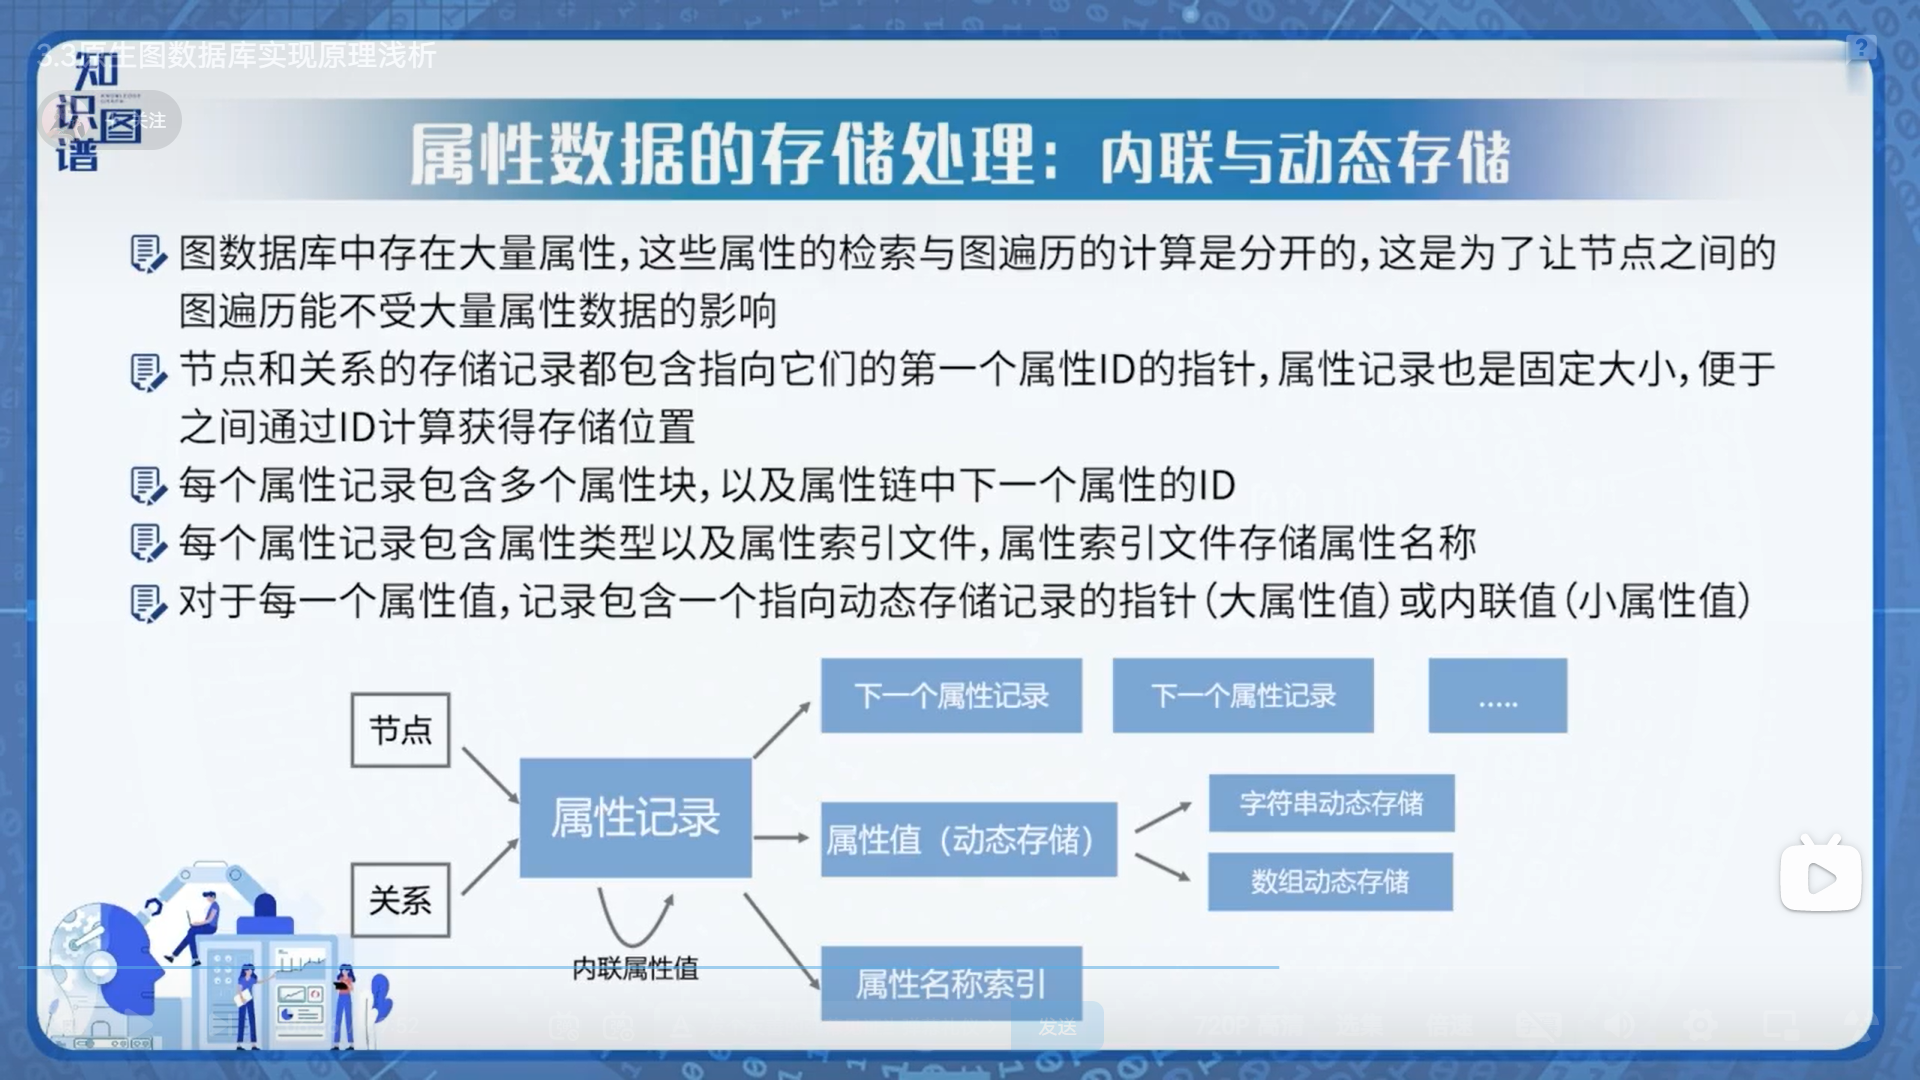 3.3原生图数据库实现原理浅析
知识图谱
关注
属性数据的存储处理：内联与动态存储
图数据库中存在大量属性，这些属性的检索与图遍历的计算是分开的，这是为了让节点之间的
图遍历能不受大量属性数据的影响
节点和关系的存储记录都包含指向它们的第一个属性ID的指针，属性记录也是固定大小，便于
之间通过ID计算获得存储位置
每个属性记录包含多个属性块，以及属性链中下一个属性的ID
每个属性记录包含属性类型以及属性索引文件，属性索引文件存储属性名称
对于每一个属性值，记录包含一个指向动态存储记录的指针（大属性值）或内联值（小属性值）
下一个属性记录
下一个属性记录
.....
节点
属性记录
字符串动态存储
属性值（动态存储）
数组动态存储
关系
内联属性值
属性名称索引
发送